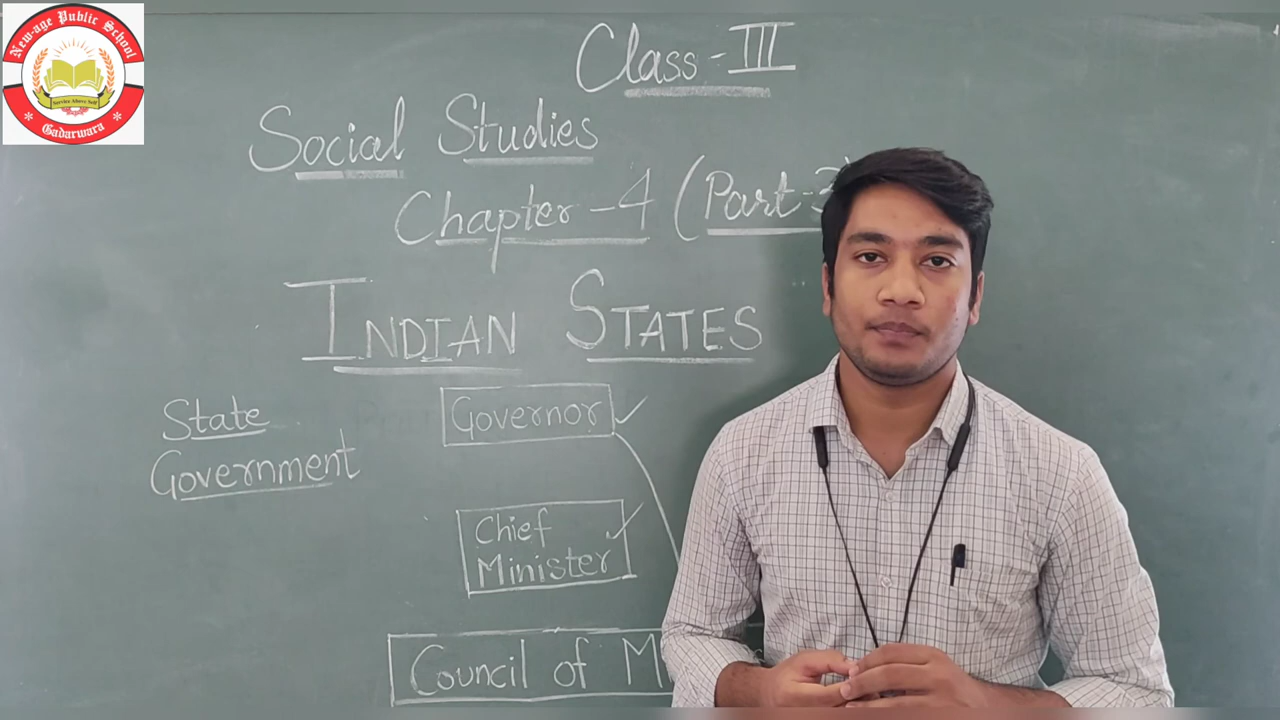 New-age Public School
Service Above Self
Gadarwara
Class-III
Social Studies
Chapter-4 (Part-3
INDIAN STATES
State
Government
Governor
Chief
Minister
Council of